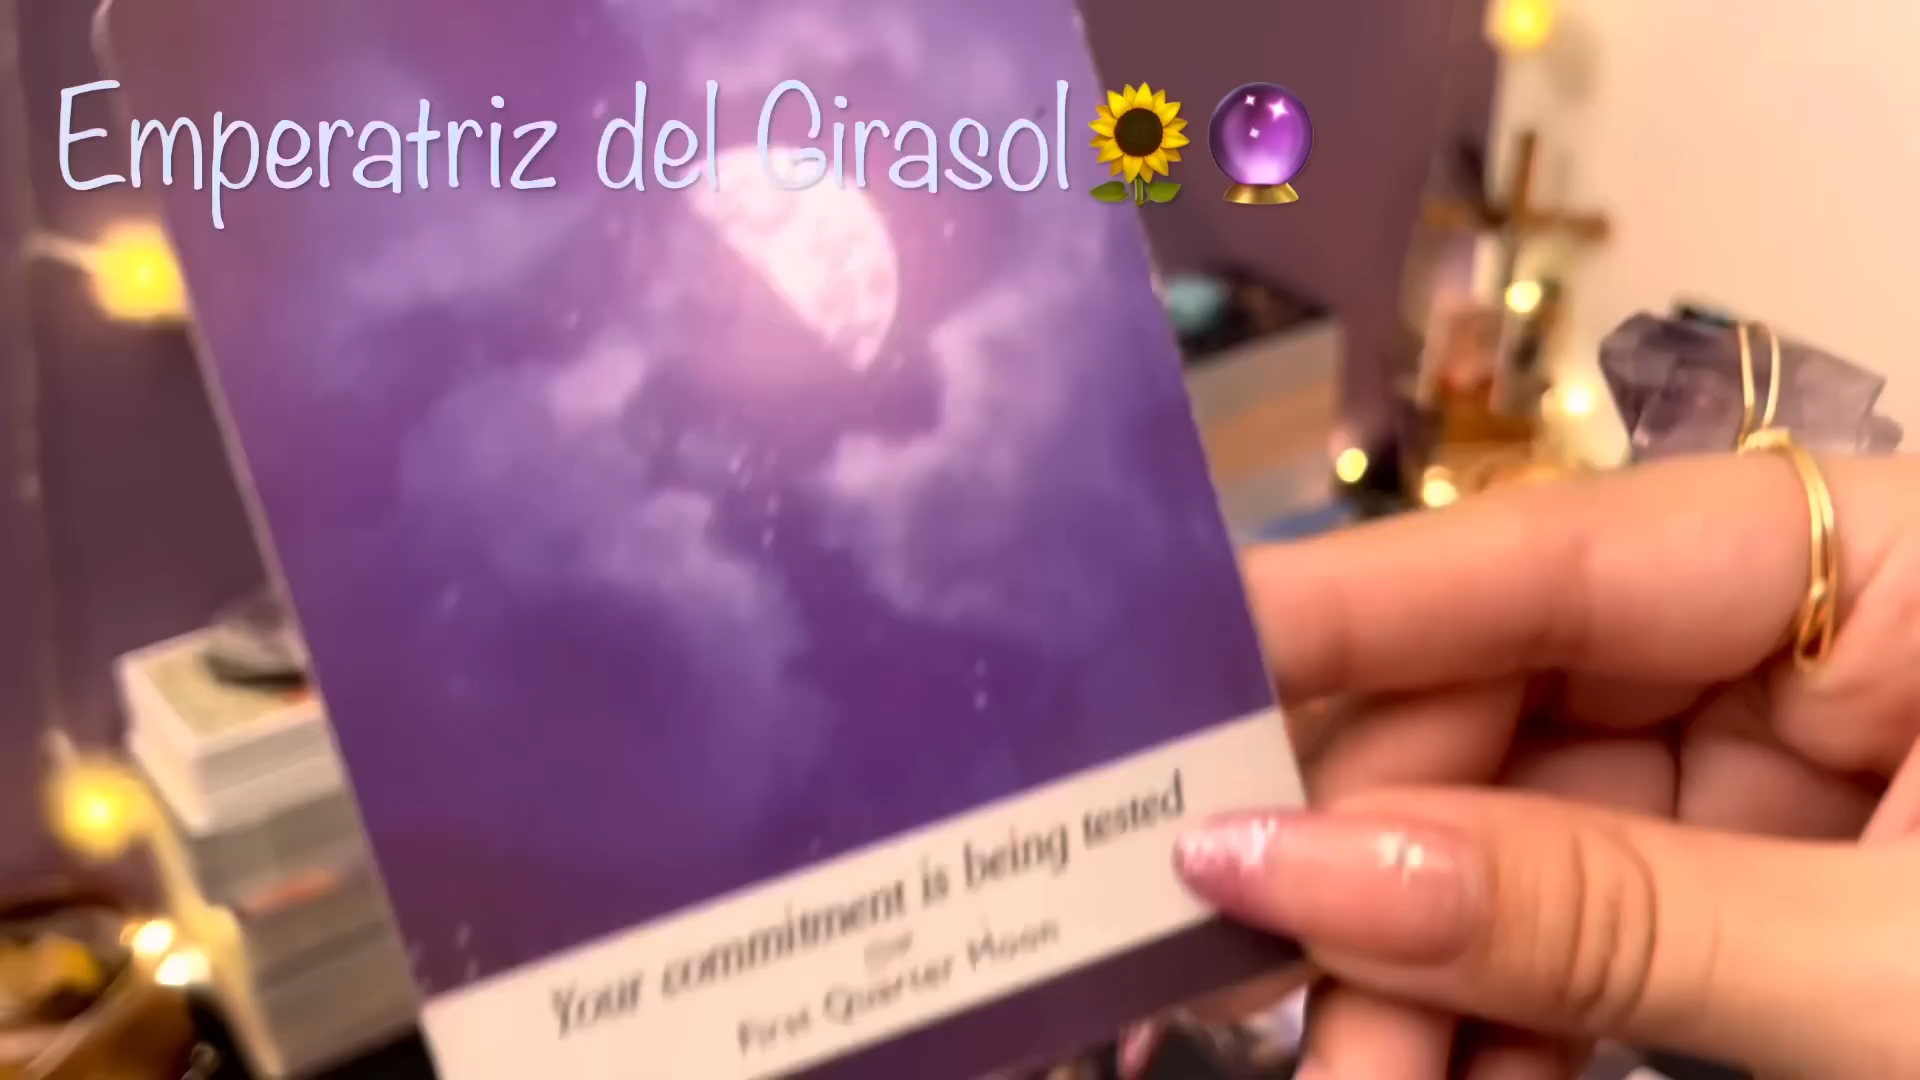 Emperatriz del Girasol🌻🔮
Your commitment is being tested
First Quarter Moon